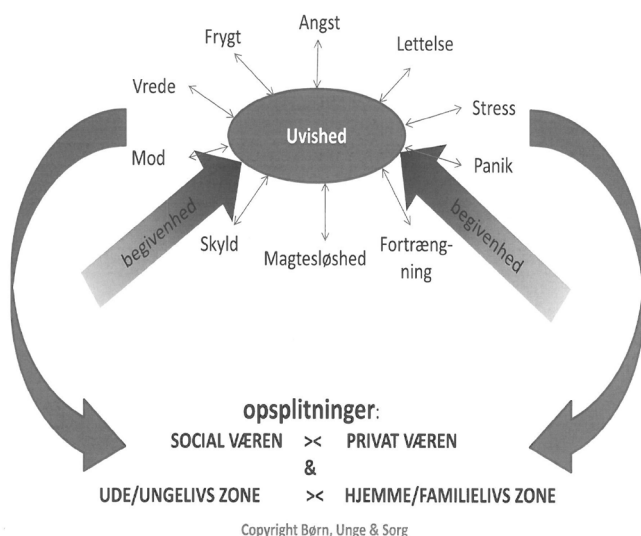 Angst
Frygt
Lettelse
Vrede
Stress
Uvished
Mod
Panik
begivenhed
begivenhed
Skyld
Magtesløshed
Fortræng-
ning
opsplitninger:
SOCIAL VÆREN >< PRIVAT VÆREN
&
UDE/UNGELIVS ZONE >< HJEMME/FAMILIELIVS ZONE
Copyright Børn, Unge & Sorg